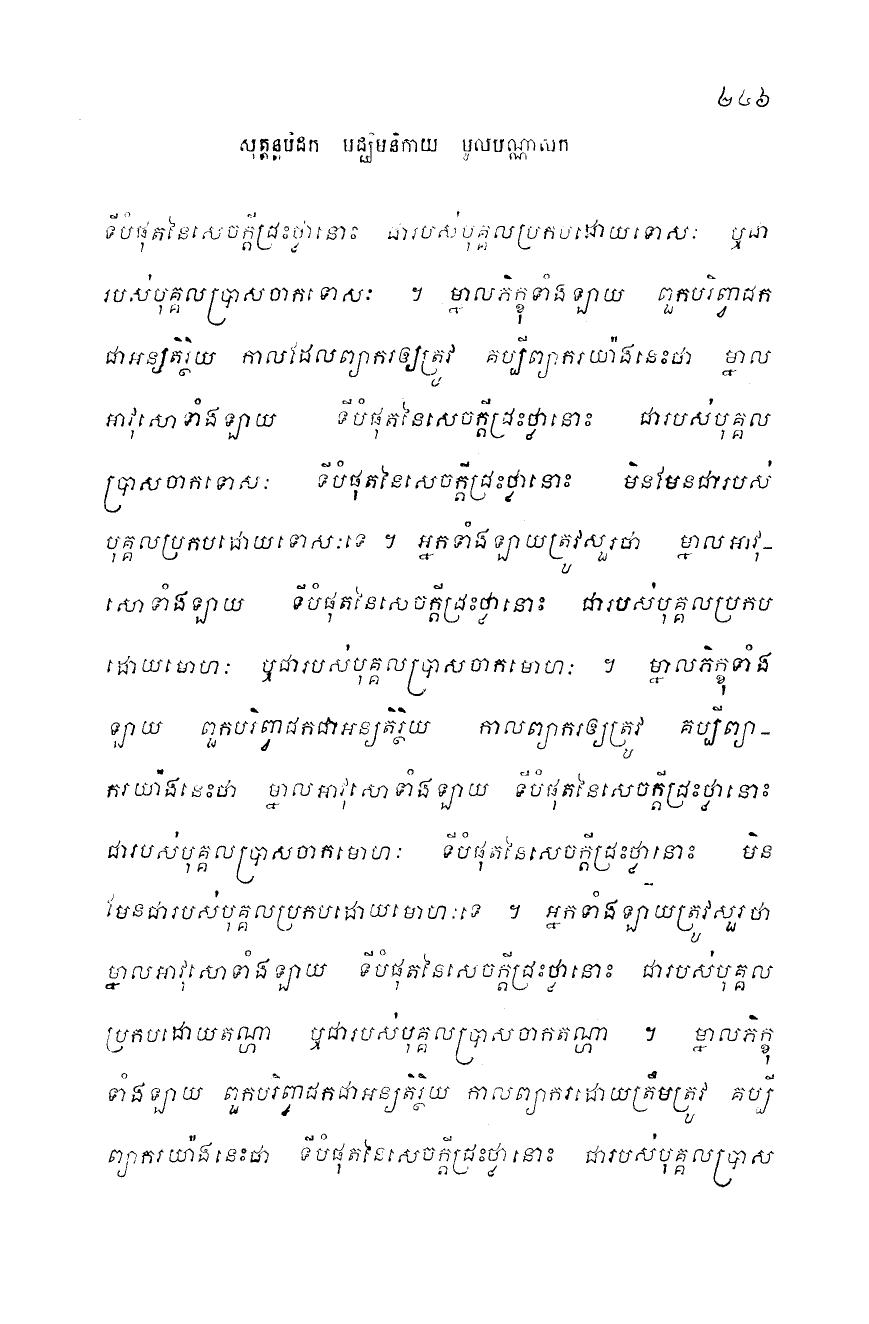 ២៤៦
សុត្តន្តបិដក មជ្ឈិមនិកាយ មូលបណ្ណាសក
ទីបំផុតនៃសេចក្តីជ្រះថ្លានោះ ជារបស់បុគ្គលប្រកបដោយទោសៈ ឬជា
របស់បុគ្គលប្រាសចាកទោសៈ ។ ម្នាលភិក្ខុទាំងឡាយ ពួកបរិព្វាជក
ជាអន្យតិរ្ថិយ កាលដែលព្យាករឲ្យត្រូវ គប្បីព្យាករយ៉ាងនេះថា ម្នាល
អាវុសោទាំងឡាយ ទីបំផុតនៃសេចក្តីជ្រះថ្លានោះ ជារបស់បុគ្គល
ប្រាសចាកទោសៈ ទីបំផុតនៃសេចក្តីជ្រះថ្លានោះ មិនមែនជារបស់
បុគ្គលប្រកបដោយទោសៈទេ ។ អ្នកទាំងឡាយត្រូវសួរថា ម្នាលអាវុ-
សោទាំងឡាយ ទីបំផុតនៃសេចក្តីជ្រះថ្លានោះ ជារបស់បុគ្គលប្រកប
ដោយមោហៈ ឬជារបស់បុគ្គលប្រាសចាកមោហៈ ។ ម្នាលភិក្ខុទាំង
ឡាយ ពួកបរិព្វាជកជាអន្យតិរ្ថិយ កាលព្យាករឲ្យត្រូវ គប្បីព្យា-
ករយ៉ាងនេះថា ម្នាលអាវុសោទាំងឡាយ ទីបំផុតនៃសេចក្តីជ្រះថ្លានោះ
ជារបស់បុគ្គលប្រាសចាកមោហៈ ទីបំផុតនៃសេចក្តីជ្រះថ្លានោះ មិន
មែនជារបស់បុគ្គលប្រកបដោយមោហៈទេ ។ អ្នកទាំងឡាយត្រូវសួរថា
ម្នាលអាវុសោទាំងឡាយ ទីបំផុតនៃសេចក្តីជ្រះថ្លានោះ ជារបស់បុគ្គល
ប្រកបដោយតណ្ហា ឬជារបស់បុគ្គលប្រាសចាកតណ្ហា ។ ម្នាលភិក្ខុ
ទាំងឡាយ ពួកបរិព្វាជកជាអន្យតិរ្ថិយ កាលព្យាករដោយត្រឹមត្រូវ គប្បី
ព្យាករយ៉ាងនេះថា ទីបំផុតនៃសេចក្តីជ្រះថ្លានោះ ជារបស់បុគ្គលប្រាស